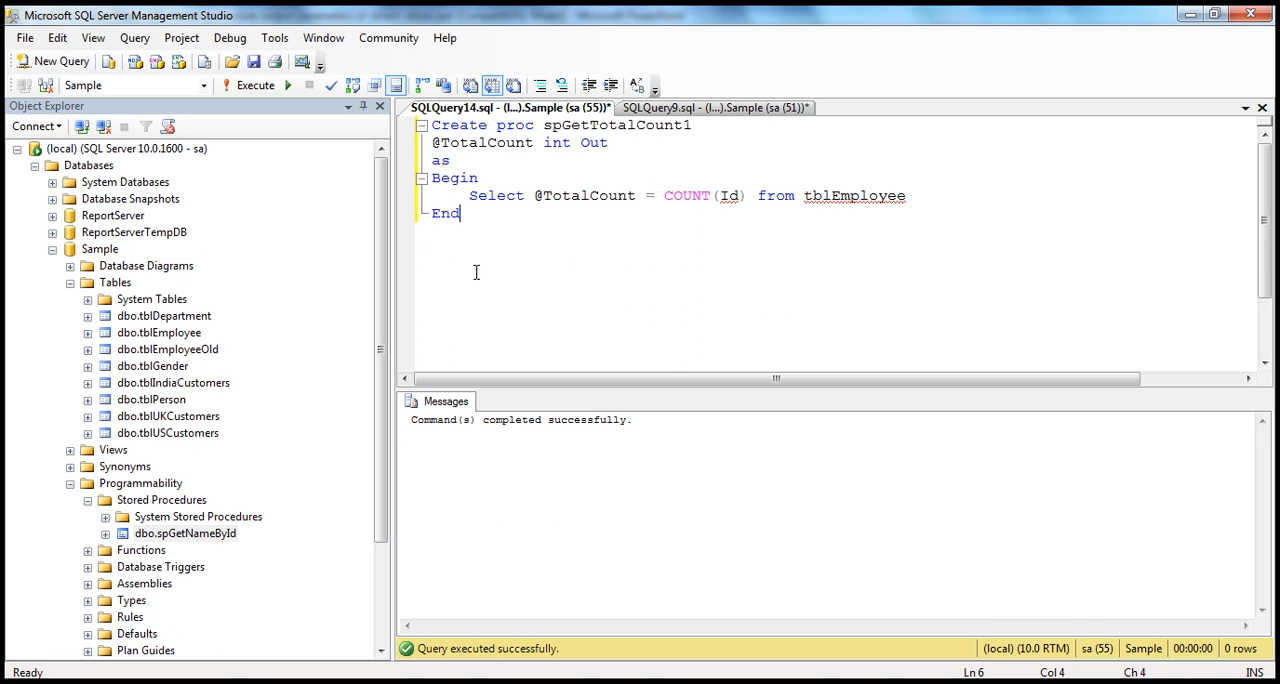 Microsoft SQL Server Management Studio
File Edit View Query Project Debug Tools Window Community Help
New Query
Sample Execute
Object Explorer
SQLQuery14.sql - (l...).Sample (sa (55))* SQLQuery9.sql - (l...).Sample (sa (51))*
Connect
(local) (SQL Server 10.0.1600 - sa)
Databases
System Databases
Database Snapshots
ReportServer
ReportServerTempDB
Sample
Database Diagrams
Tables
System Tables
dbo.tblDepartment
dbo.tblEmployee
dbo.tblEmployeeOld
dbo.tblGender
dbo.tblIndiaCustomers
dbo.tblPerson
dbo.tblUKCustomers
dbo.tblUSCustomers
Views
Synonyms
Programmability
Stored Procedures
System Stored Procedures
dbo.spGetNameById
Functions
Database Triggers
Assemblies
Types
Rules
Defaults
Plan Guides
Create proc spGetTotalCount1
@TotalCount int Out
as
Begin
Select @TotalCount = COUNT(Id) from tblEmployee
End
Messages
Command(s) completed successfully.
Query executed successfully. (local) (10.0 RTM) sa (55) Sample 00:00:00 0 rows
Ready Ln 6 Col 4 Ch 4 INS